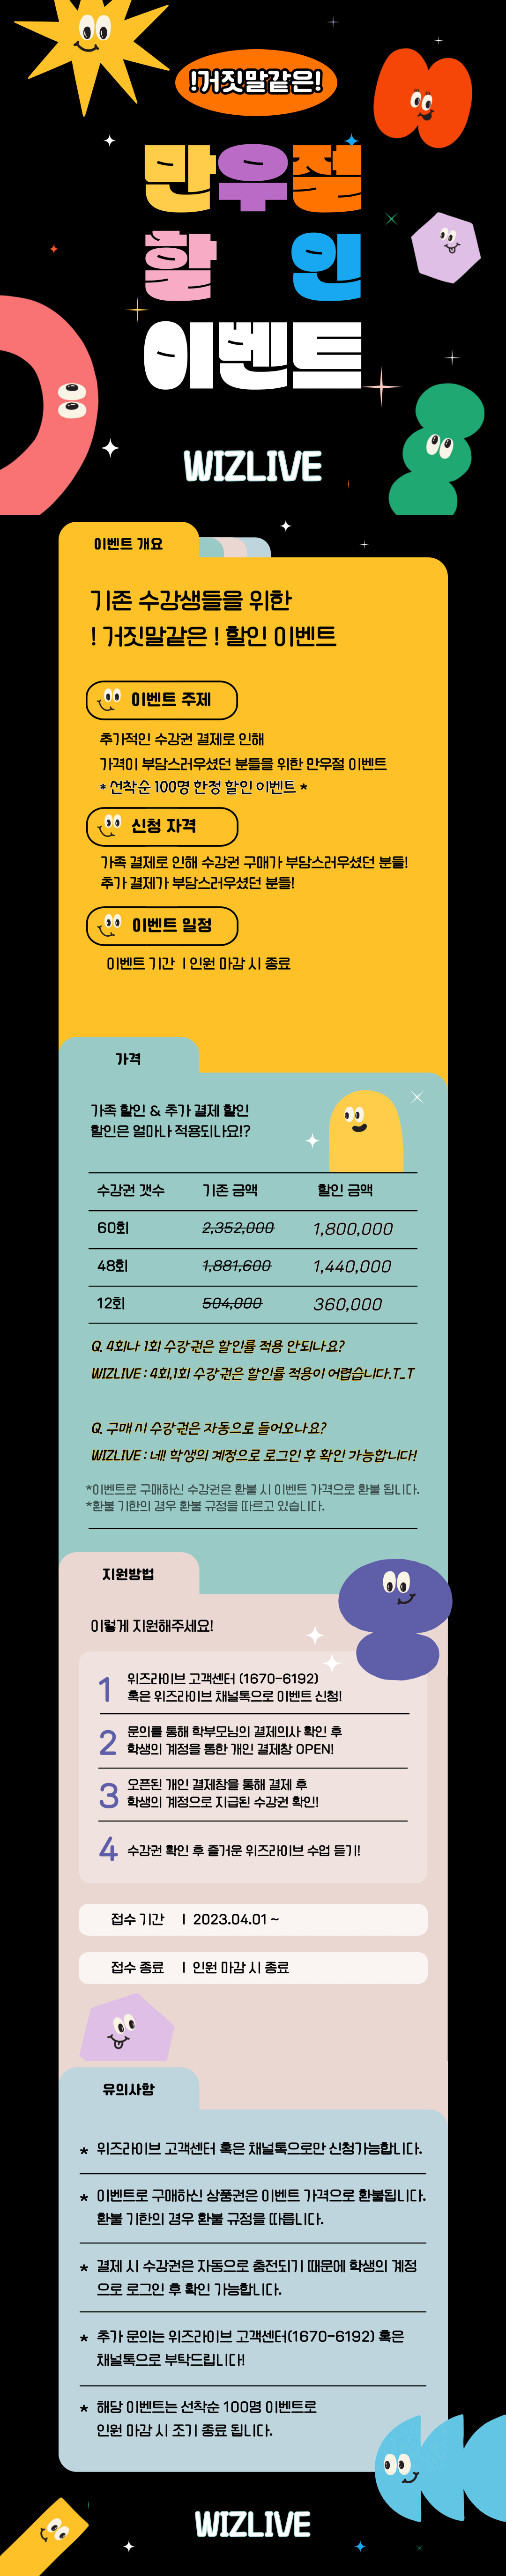 !거짓말같은!
만우절
할 인
이벤트
WIZLIVE
이벤트 개요
기존 수강생들을 위한
! 거짓말같은 ! 할인 이벤트
이벤트 주제
추가적인 수강권 결제로 인해
가격이 부담스러우셨던 분들을 위한 만우절 이벤트
* 선착순 100명 한정 할인 이벤트 *
신청 자격
가족 결제로 인해 수강권 구매가 부담스러우셨던 분들!
추가 결제가 부담스러우셨던 분들!
이벤트 일정
이벤트 기간 ㅣ인원 마감 시 종료
가격
가족 할인 & 추가 결제 할인
할인은 얼마나 적용되나요!?
수강권 갯수 기존 금액 할인 금액
60회 2,352,000 1,800,000
48회 1,881,600 1,440,000
12회 504,000 360,000
Q. 4회나 1회 수강권은 할인률 적용 안되나요?
WIZLIVE : 4회,1회 수강권은 할인률 적용이 어렵습니다.T_T
Q. 구매 시 수강권은 자동으로 들어오나요?
WIZLIVE : 네! 학생의 계정으로 로그인 후 확인 가능합니다!
*이벤트로 구매하신 수강권은 환불 시 이벤트 가격으로 환불 됩니다.
*환불 기한의 경우 환불 규정을 따르고 있습니다.
지원방법
이렇게 지원해주세요!
1 위즈라이브 고객센터 (1670-6192)
혹은 위즈라이브 채널톡으로 이벤트 신청!
2 문의를 통해 학부모님의 결제의사 확인 후
학생의 계정을 통한 개인 결제창 OPEN!
3 오픈된 개인 결제창을 통해 결제 후
학생의 계정으로 지급된 수강권 확인!
4 수강권 확인 후 즐거운 위즈라이브 수업 듣기!
접수 기간 ㅣ 2023.04.01 ~
접수 종료 ㅣ 인원 마감 시 종료
유의사항
* 위즈라이브 고객센터 혹은 채널톡으로만 신청가능합니다.
* 이벤트로 구매하신 상품권은 이벤트 가격으로 환불됩니다.
환불 기한의 경우 환불 규정을 따릅니다.
* 결제 시 수강권은 자동으로 충전되기 때문에 학생의 계정
으로 로그인 후 확인 가능합니다.
* 추가 문의는 위즈라이브 고객센터(1670-6192) 혹은
채널톡으로 부탁드립니다!
* 해당 이벤트는 선착순 100명 이벤트로
인원 마감 시 조기 종료 됩니다.
WIZLIVE